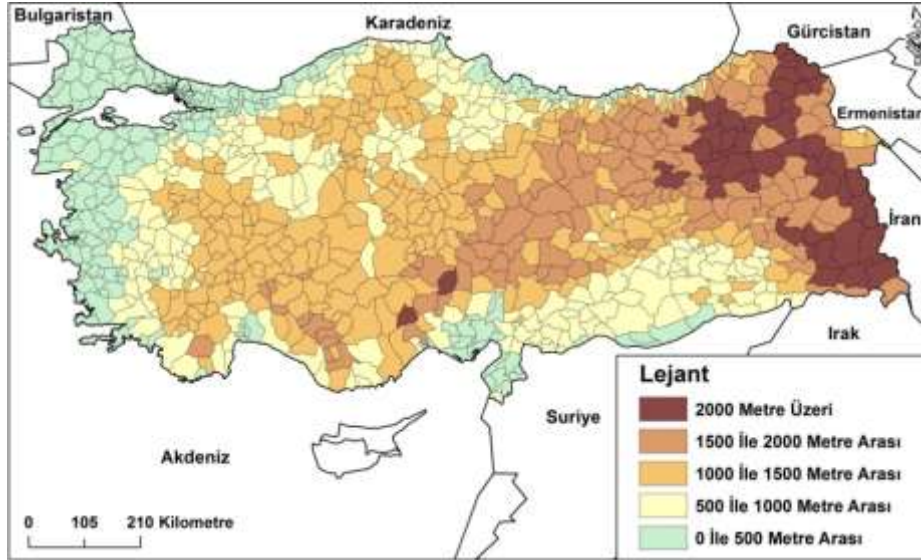 Bulgaristan
Karadeniz
Gürcistan
Ermenistan
İran
Irak
Suriye
Akdeniz
0 105 210 Kilometre
Lejant
2000 Metre Üzeri
1500 İle 2000 Metre Arası
1000 İle 1500 Metre Arası
500 İle 1000 Metre Arası
0 İle 500 Metre Arası